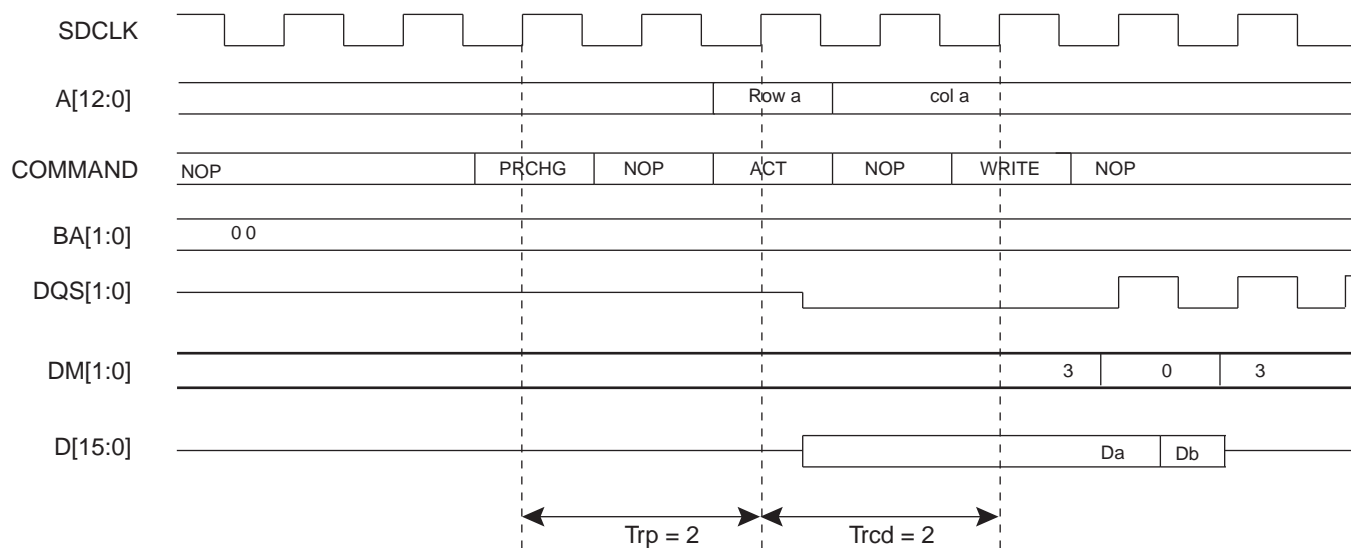 SDCLK
A[12:0] Row a col a
COMMAND NOP PRCHG NOP ACT NOP WRITE NOP
BA[1:0] 0 0
DQS[1:0]
DM[1:0] 3 0 3
D[15:0] Da Db
Trp = 2 Trcd = 2